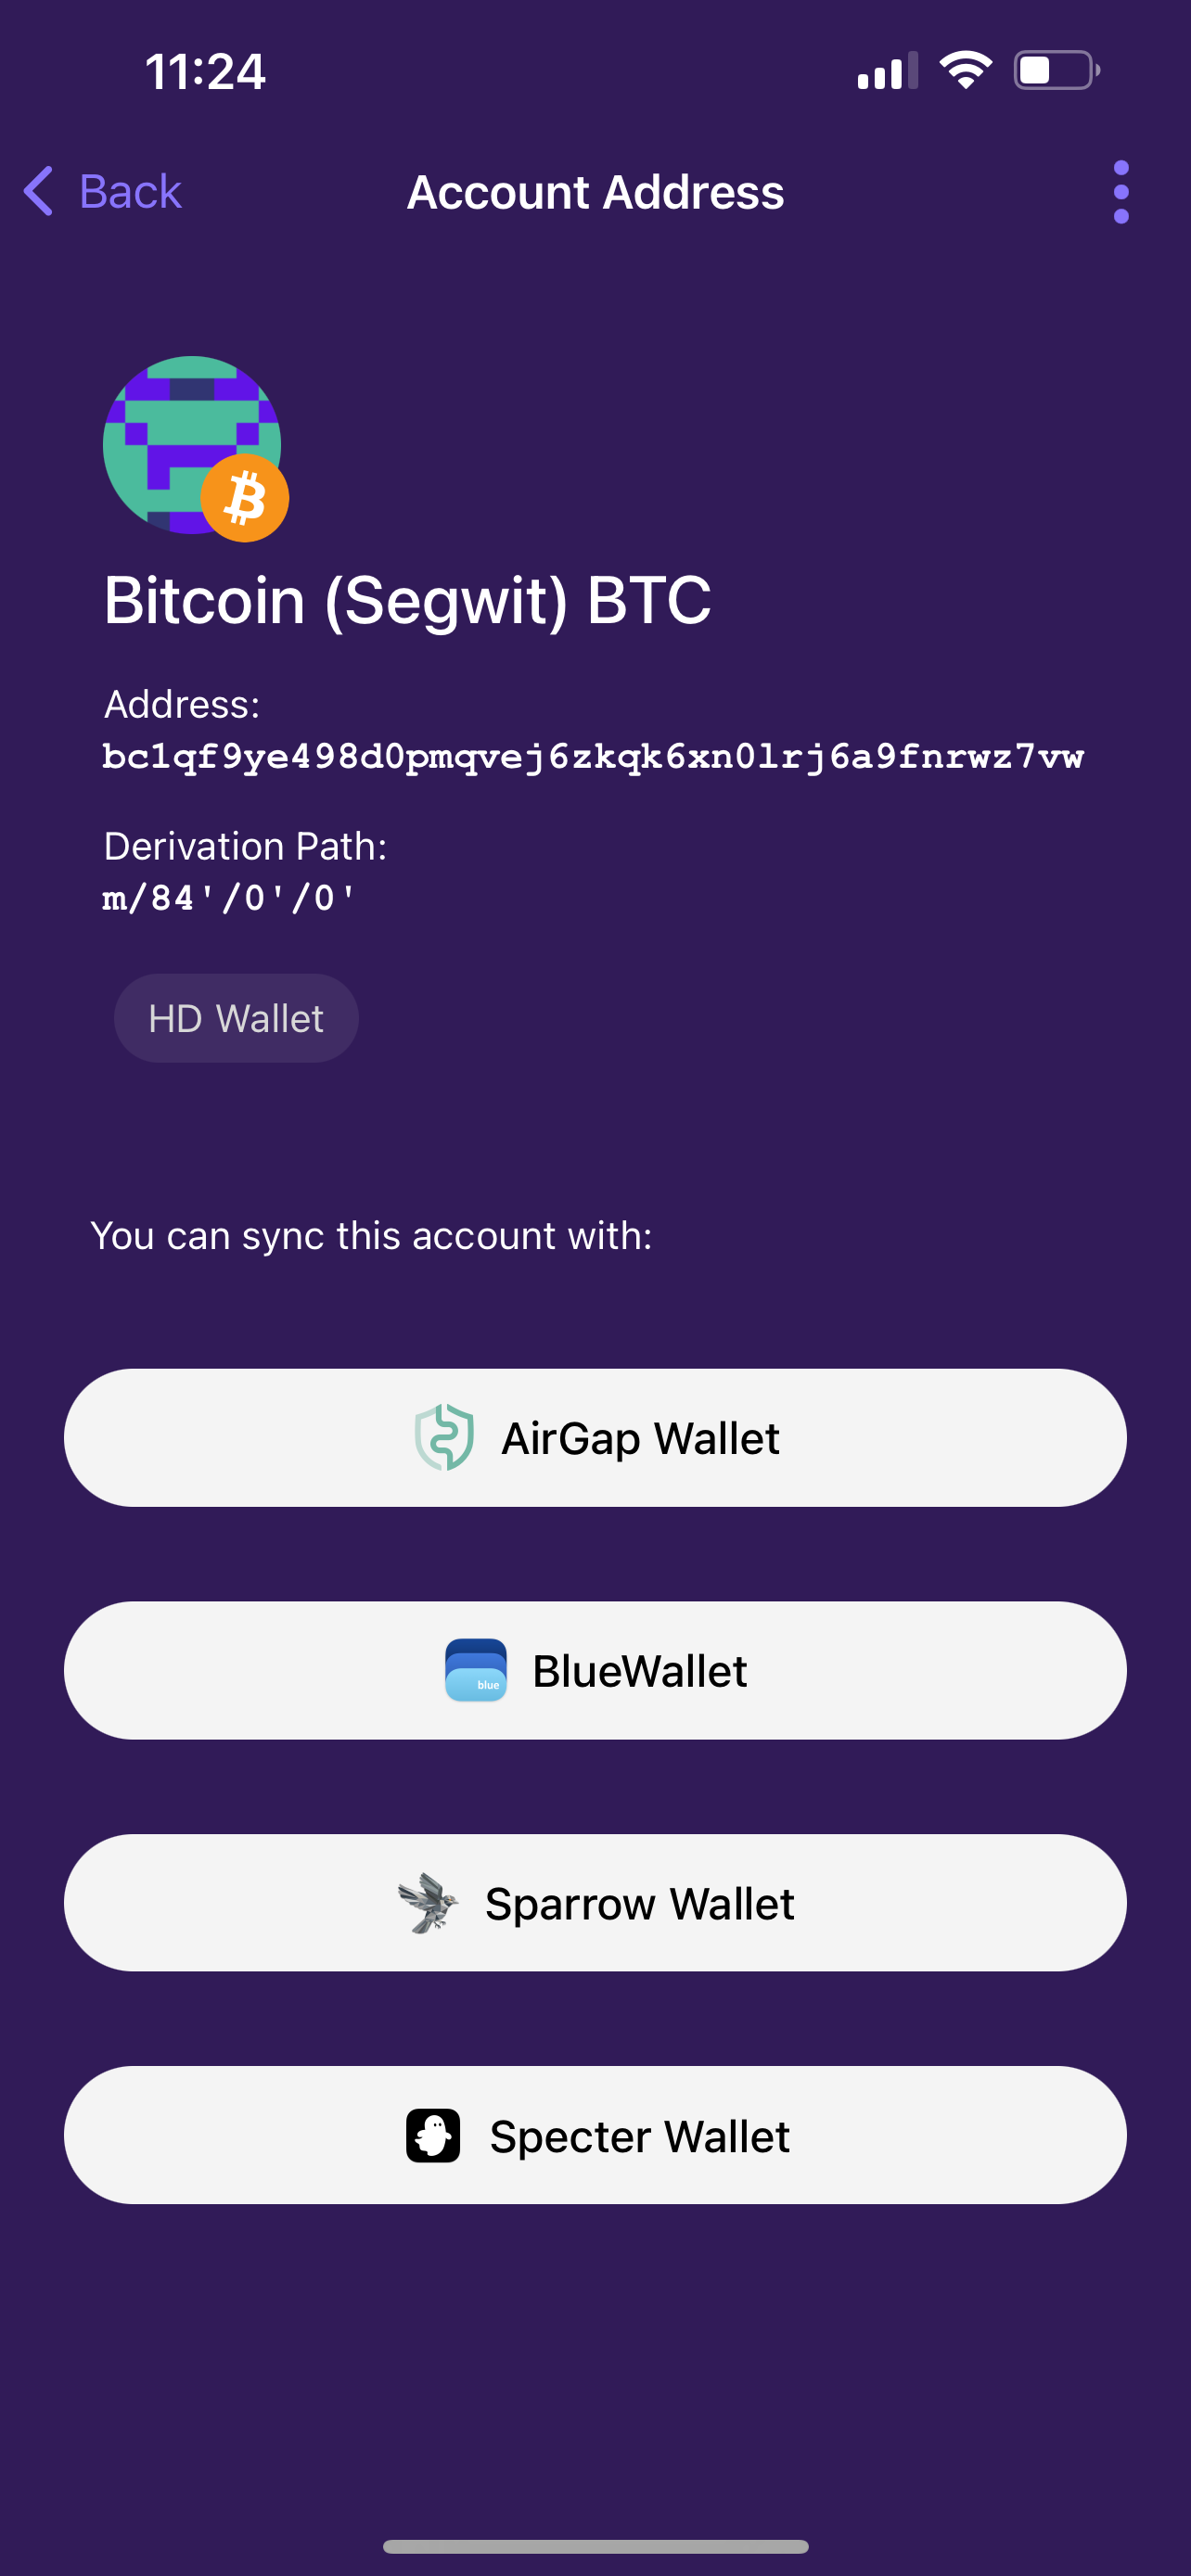 11:24
Back
Account Address
Bitcoin (Segwit) BTC
Address:
bc1qf9ye498d0pmqvej6zkqk6xn0lrj6a9fnrwz7vw
Derivation Path:
m/84'/0'/0'
HD Wallet
You can sync this account with:
AirGap Wallet
blue
BlueWallet
Sparrow Wallet
Specter Wallet